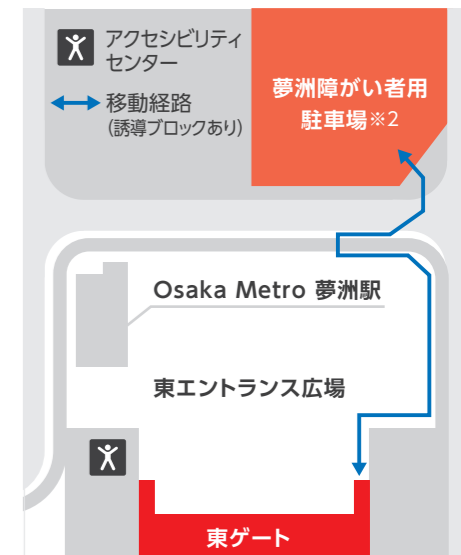 アクセシビリティ
センター
移動経路
(誘導ブロックあり)
夢洲障がい者用
駐車場※2
Osaka Metro 夢洲駅
東エントランス広場
東ゲート